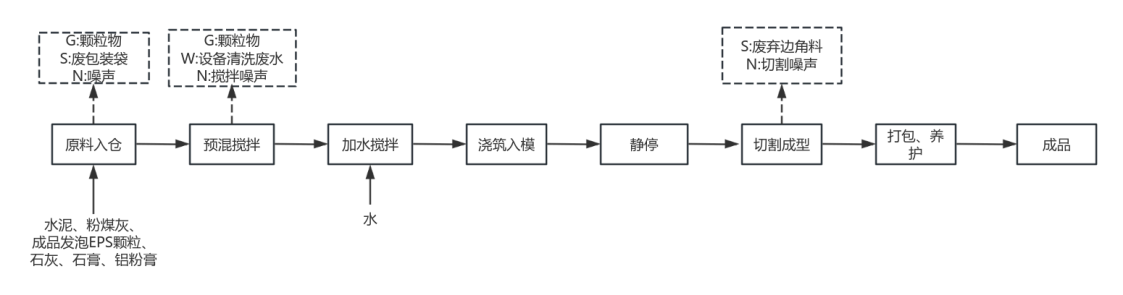 G:颗粒物
S:废包装袋
N:噪声
G:颗粒物
W:设备清洗废水
N:搅拌噪声
S:废弃边角料
N:切割噪声
原料入仓
预混搅拌
加水搅拌
浇筑入模
静停
切割成型
打包、养
护
成品
水泥、粉煤灰、
成品发泡EPS颗粒、
石灰、石膏、铝粉膏
水